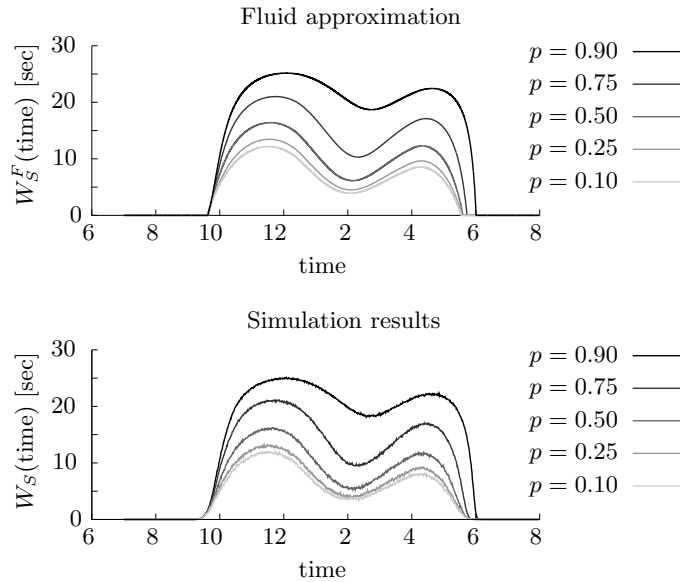 Fluid approximation
W_S^F(time) [sec]
30
20
10
0
6 8 10 12 2 4 6 8
time
p = 0.90
p = 0.75
p = 0.50
p = 0.25
p = 0.10
Simulation results
W_S(time) [sec]
30
20
10
0
6 8 10 12 2 4 6 8
time
p = 0.90
p = 0.75
p = 0.50
p = 0.25
p = 0.10